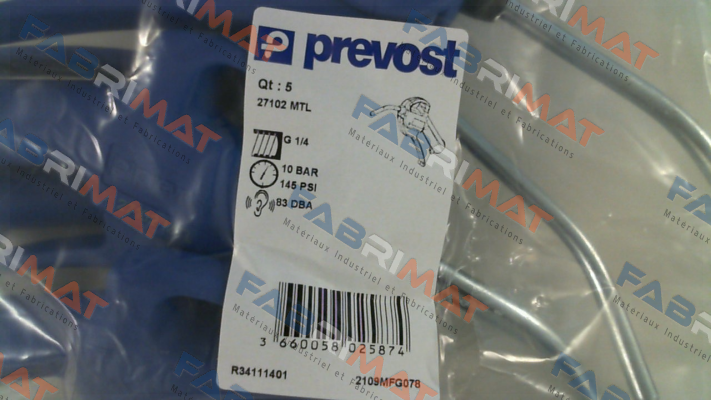 prevost
Qt : 5
27102 MTL
G 1/4
10 BAR
145 PSI
83 DBA
3 660058 025874
R34111401
2109MFG078
FABRIMAT
Materiaux Industriel et Fabrications